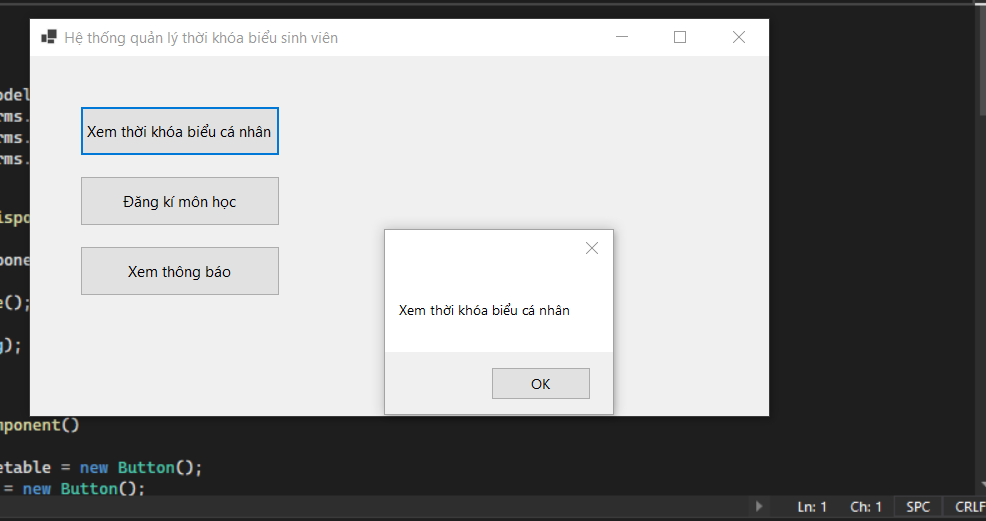 Hệ thống quản lý thời khóa biểu sinh viên
odel
rms.
rms.
rms.
Xem thời khóa biểu cá nhân
Đăng kí môn học
ispo
Xem thông báo
pone
e();
g);
Xem thời khóa biểu cá nhân
OK
mponent()
etable = new Button();
= new Button();
Ln: 1 Ch: 1 SPC CRLF